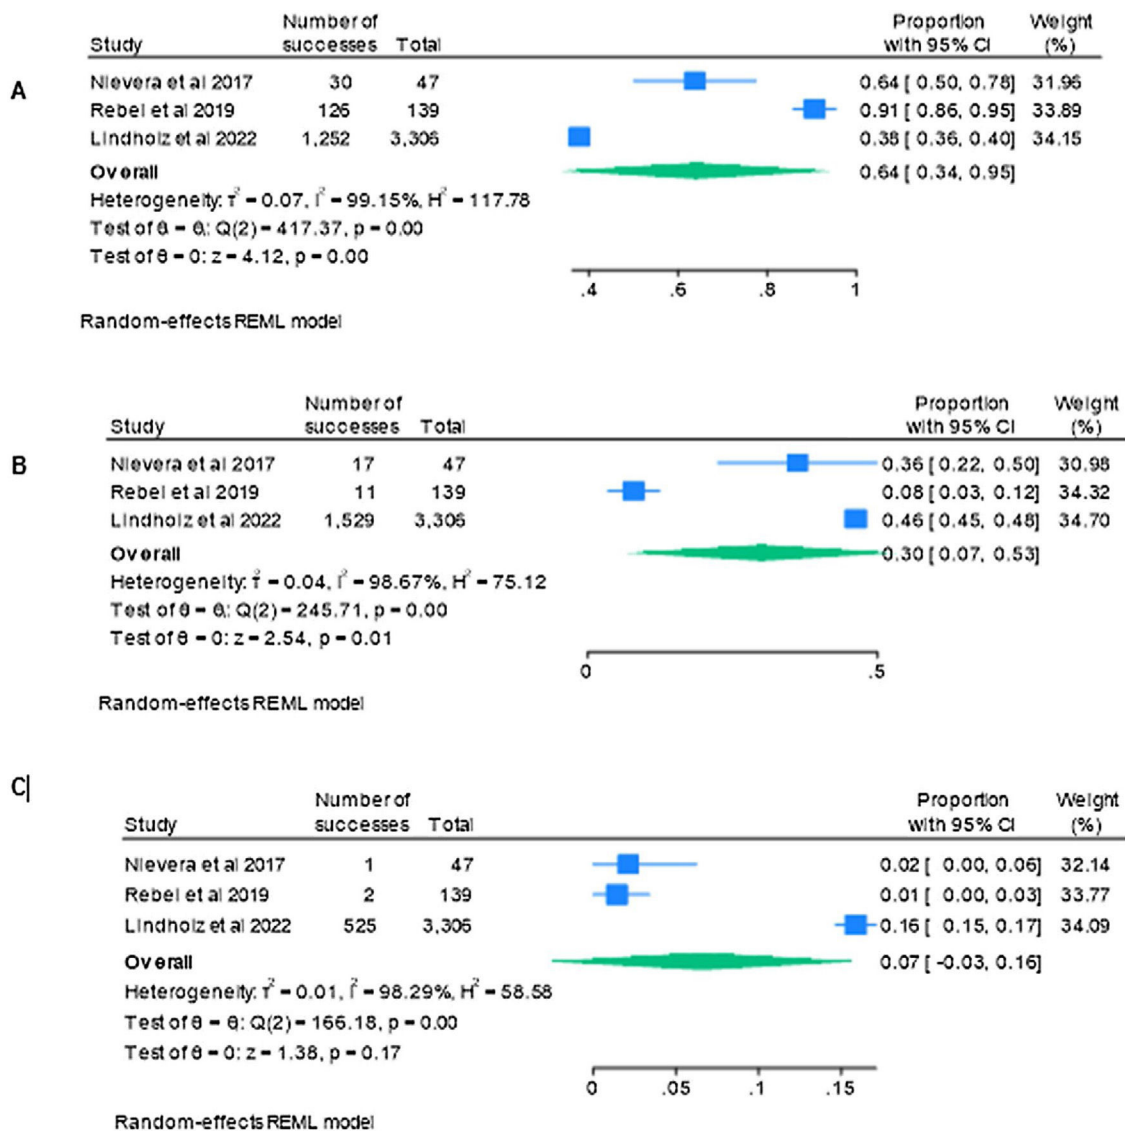 A
Number of Proportion Weight
Study successes Total with 95% CI (%)
Nievera et al 2017 30 47 0.64 [ 0.50, 0.78] 31.96
Rebel et al 2019 126 139 0.91 [ 0.86, 0.95] 33.89
Lindholz et al 2022 1,252 3,306 0.38 [ 0.36, 0.40] 34.15
Overall 0.64 [ 0.34, 0.95]
Heterogeneity: τ² = 0.07, I² = 99.15%, H² = 117.78
Test of θ = θ: Q(2) = 417.37, p = 0.00
Test of θ = 0: z = 4.12, p = 0.00
.4 .6 .8 1
Random-effects REML model
B
Number of Proportion Weight
Study successes Total with 95% CI (%)
Nievera et al 2017 17 47 0.36 [ 0.22, 0.50] 30.98
Rebel et al 2019 11 139 0.08 [ 0.03, 0.12] 34.32
Lindholz et al 2022 1,529 3,306 0.46 [ 0.45, 0.48] 34.70
Overall 0.30 [ 0.07, 0.53]
Heterogeneity: τ² = 0.04, I² = 98.67%, H² = 75.12
Test of θ = θ: Q(2) = 245.71, p = 0.00
Test of θ = 0: z = 2.54, p = 0.01
0 .5
Random-effects REML model
C
Number of Proportion Weight
Study successes Total with 95% CI (%)
Nievera et al 2017 1 47 0.02 [ 0.00, 0.06] 32.14
Rebel et al 2019 2 139 0.01 [ 0.00, 0.03] 33.77
Lindholz et al 2022 525 3,306 0.16 [ 0.15, 0.17] 34.09
Overall 0.07 [ -0.03, 0.16]
Heterogeneity: τ² = 0.01, I² = 98.29%, H² = 58.58
Test of θ = θ: Q(2) = 166.18, p = 0.00
Test of θ = 0: z = 1.38, p = 0.17
0 .05 .1 .15
Random-effects REML model